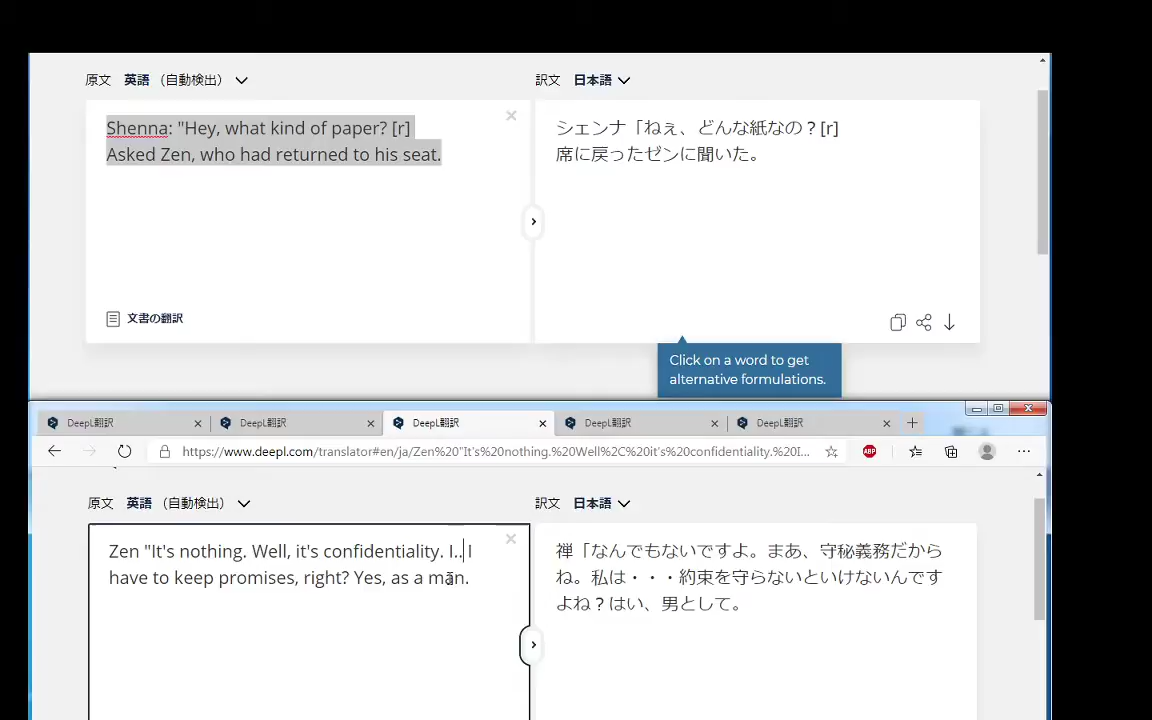 原文 英語 (自動検出)
訳文 日本語
Shenna: "Hey, what kind of paper? [r]
Asked Zen, who had returned to his seat.
シェンナ「ねぇ、どんな紙なの？[r]
席に戻ったゼンに聞いた。
文書の翻訳
Click on a word to get
alternative formulations.
DeepL翻訳
DeepL翻訳
DeepL翻訳
DeepL翻訳
DeepL翻訳
https://www.deepl.com/translator#en/ja/Zen%20"It's%20nothing.%20Well%2C%20it's%20confidentiality.%20I...
ABP
原文 英語 (自動検出)
訳文 日本語
Zen "It's nothing. Well, it's confidentiality. I.. I
have to keep promises, right? Yes, as a man.
禅「なんでもないですよ。まあ、守秘義務だから
ね。私は・・・約束を守らないといけないんです
よね？はい、男として。